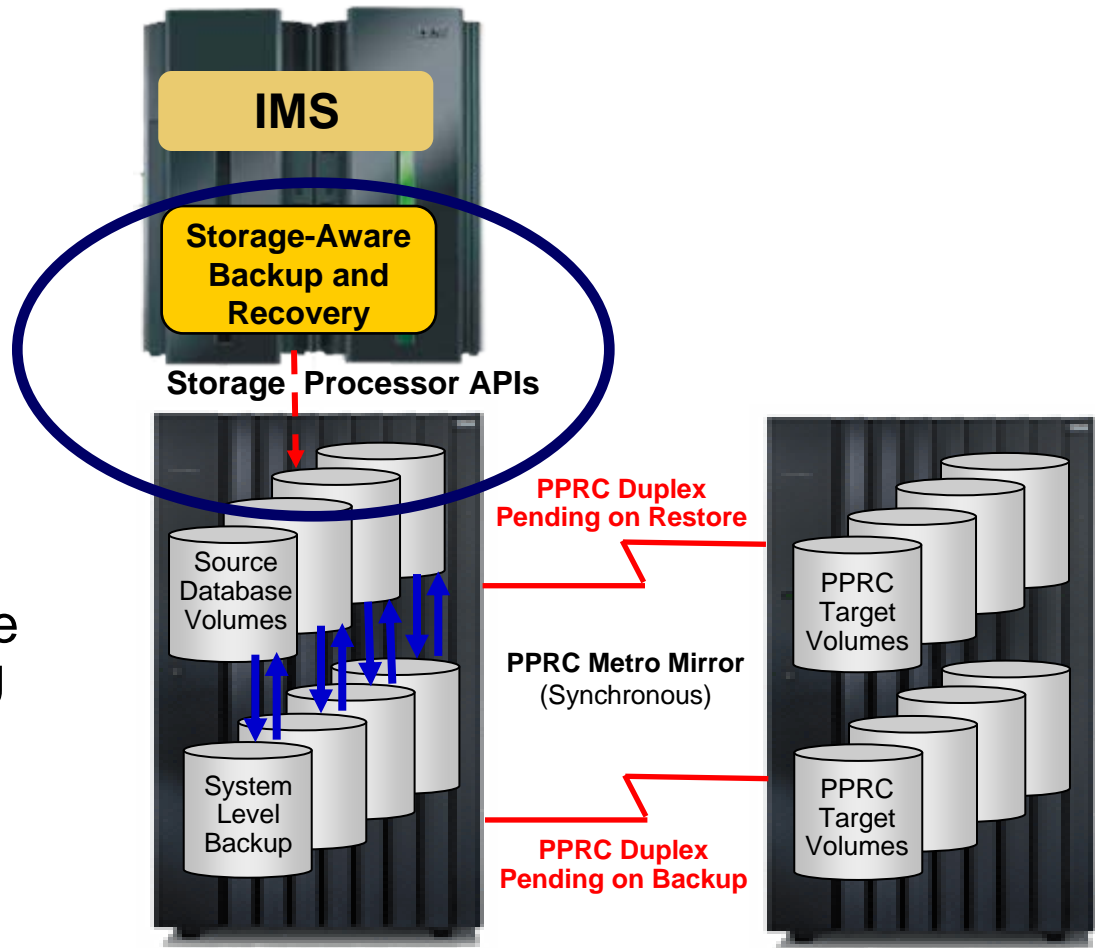 IMS
Storage-Aware
Backup and
Recovery
Storage Processor APIs
PPRC Duplex
Pending on Restore
Source
Database
Volumes
PPRC
Target
Volumes
PPRC Metro Mirror
(Synchronous)
System
Level
Backup
PPRC
Target
Volumes
PPRC Duplex
Pending on Backup